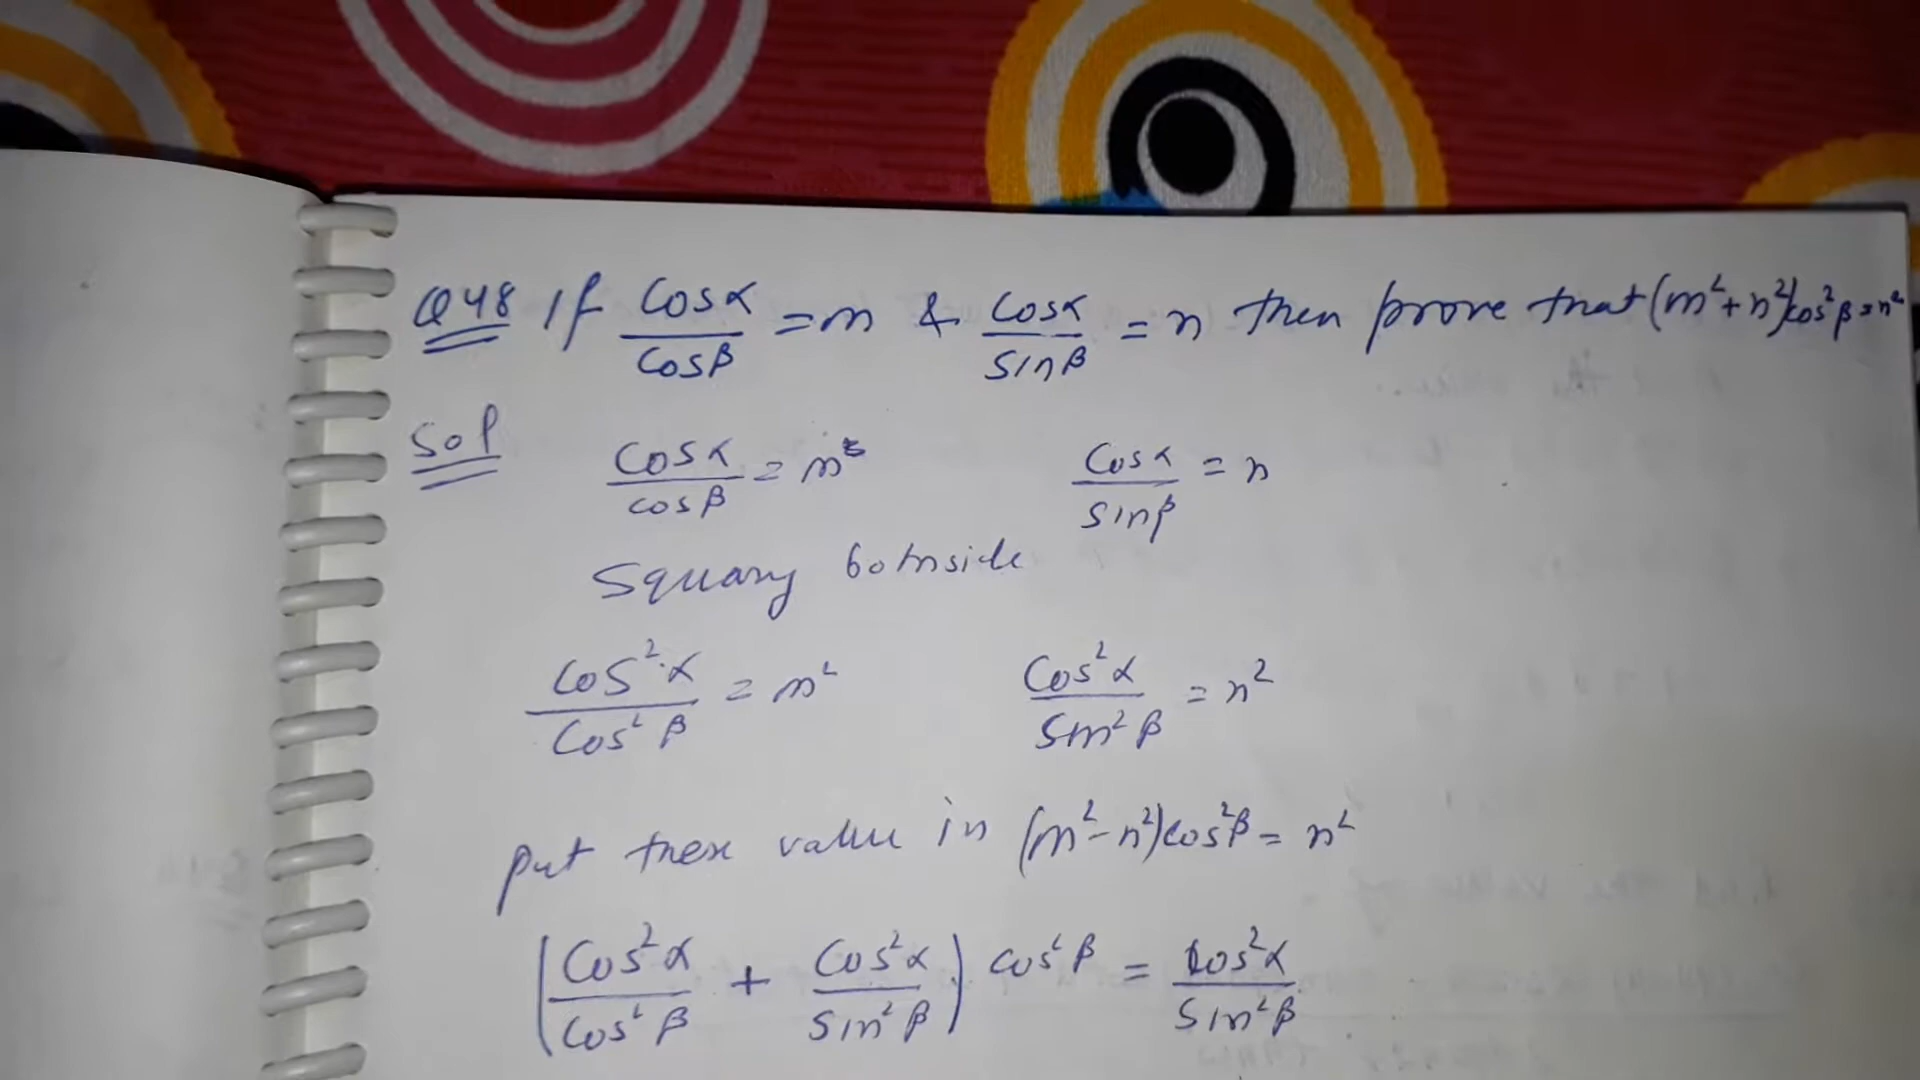 Q48 If cosα/cosβ = m & cosα/sinβ = n then prove that (m²+n²)cos²β = n²
Sol cosα/cosβ = m cosα/sinβ = n
Squary bothside
cos²α/cos²β = m² cos²α/sin²β = n²
put these value in (m²-n²)cos²β = n²
(cos²α/cos²β + cos²α/sin²β) cos²β = cos²α/sin²β